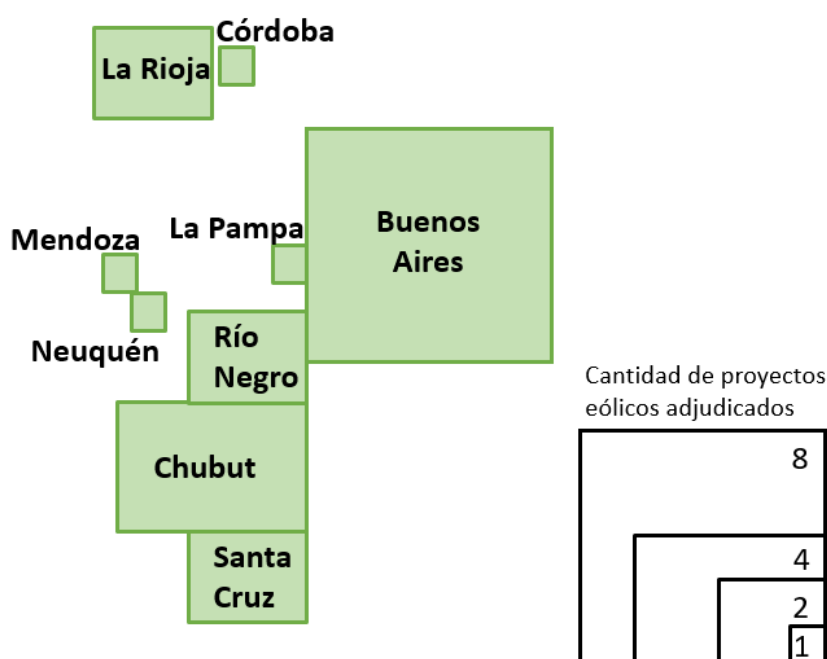 Córdoba
La Rioja
Buenos
Aires
La Pampa
Mendoza
Río
Negro
Neuquén
Cantidad de proyectos
eólicos adjudicados
8
Chubut
4
Santa
Cruz
2
1